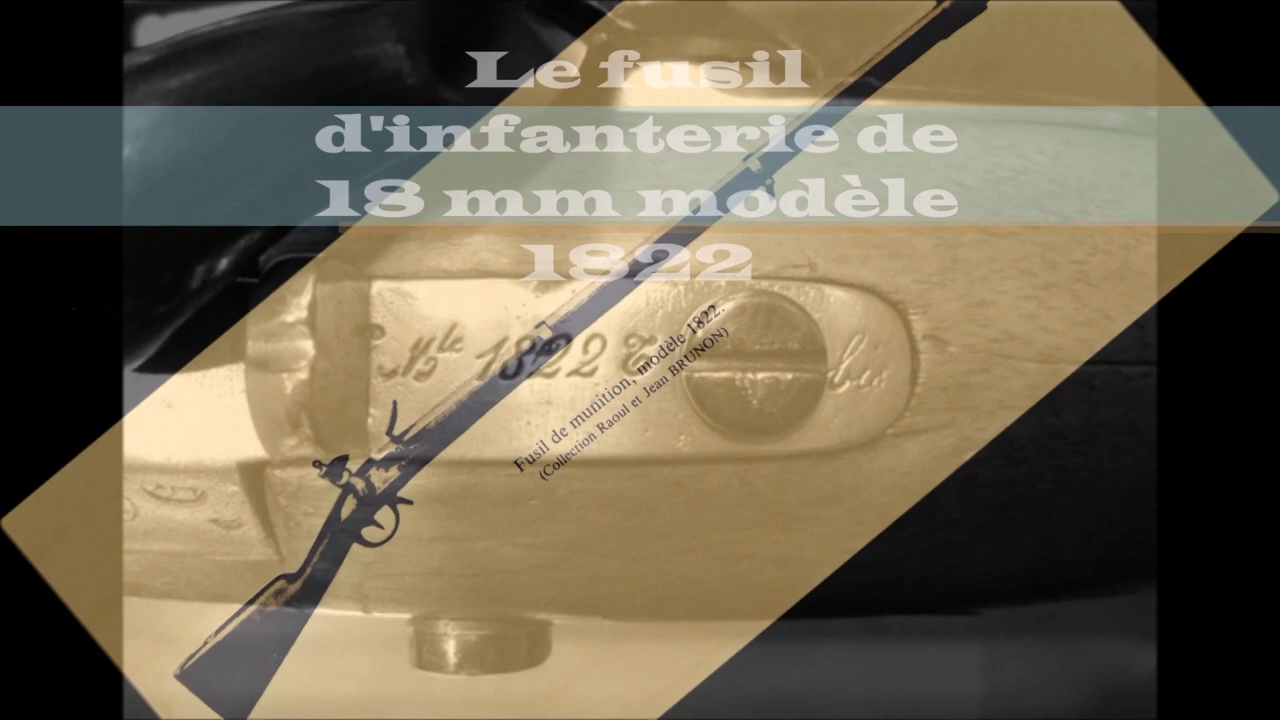 Le fusil
d'infanterie de
18 mm modèle
1822
Mle 1822 T bis
Fusil de munition, modèle 1822.
(Collection Raoul et Jean BRUNON)